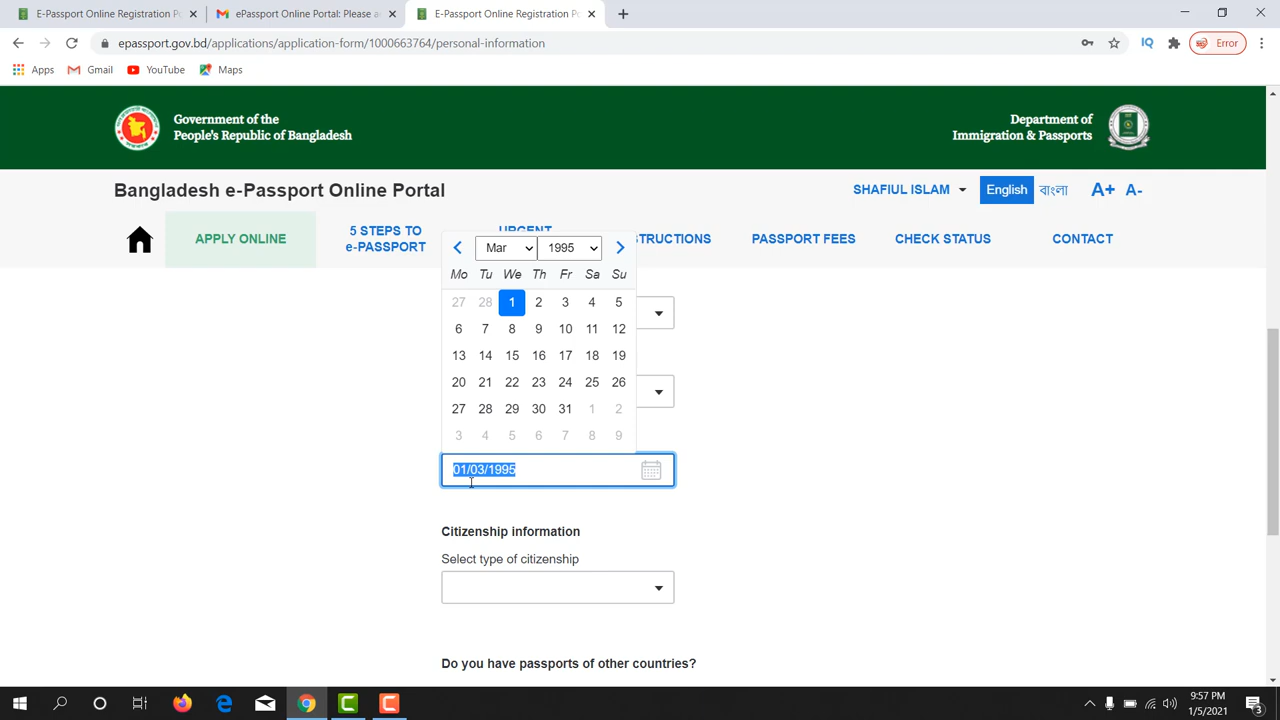 E-Passport Online Registration Po
ePassport Online Portal: Please a
E-Passport Online Registration Po
epassport.gov.bd/applications/application-form/1000663764/personal-information
IQ
Error
Apps
Gmail
YouTube
Maps
Government of the
People's Republic of Bangladesh
Department of
Immigration & Passports
Bangladesh e-Passport Online Portal
SHAFIUL ISLAM
English
বাংলা
A+
A-
APPLY ONLINE
5 STEPS TO
e-PASSPORT
URGENT
STRUCTIONS
PASSPORT FEES
CHECK STATUS
CONTACT
Mar
1995
Mo Tu We Th Fr Sa Su
27 28 1 2 3 4 5
6 7 8 9 10 11 12
13 14 15 16 17 18 19
20 21 22 23 24 25 26
27 28 29 30 31 1 2
3 4 5 6 7 8 9
01/03/1995
Citizenship information
Select type of citizenship
Do you have passports of other countries?
9:57 PM
1/5/2021
3